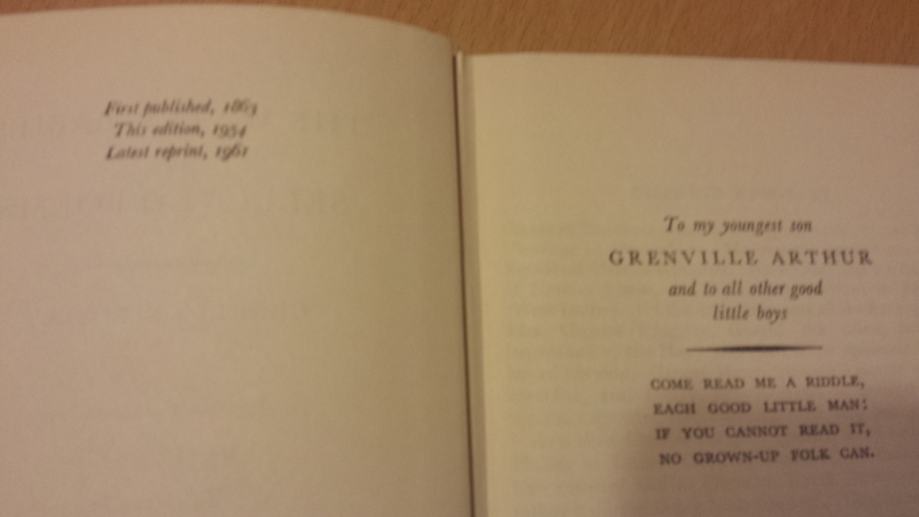 First published, 1863
This edition, 1954
Latest reprint, 1961
To my youngest son
GRENVILLE ARTHUR
and to all other good
little boys
COME READ ME A RIDDLE,
EACH GOOD LITTLE MAN:
IF YOU CANNOT READ IT,
NO GROWN-UP FOLK CAN.